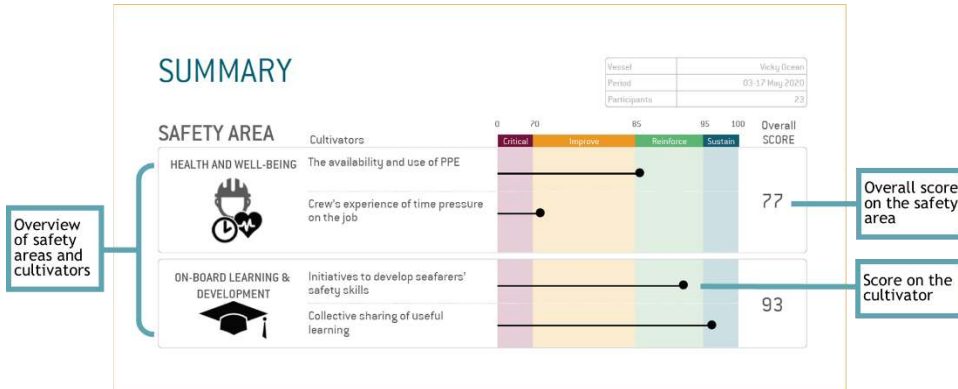 SUMMARY
Vessel Vicky Ocean
Period 03-17 May 2020
Participants 23
SAFETY AREA
Cultivators
0 70 85 95 100
Critical Improve Reinforce Sustain
Overall
SCORE
HEALTH AND WELL-BEING
The availability and use of PPE
Crew's experience of time pressure
on the job
77
ON-BOARD LEARNING &
DEVELOPMENT
Initiatives to develop seafarers'
safety skills
Collective sharing of useful
learning
93
Overview
of safety
areas and
cultivators
Overall score
on the safety
area
Score on the
cultivator